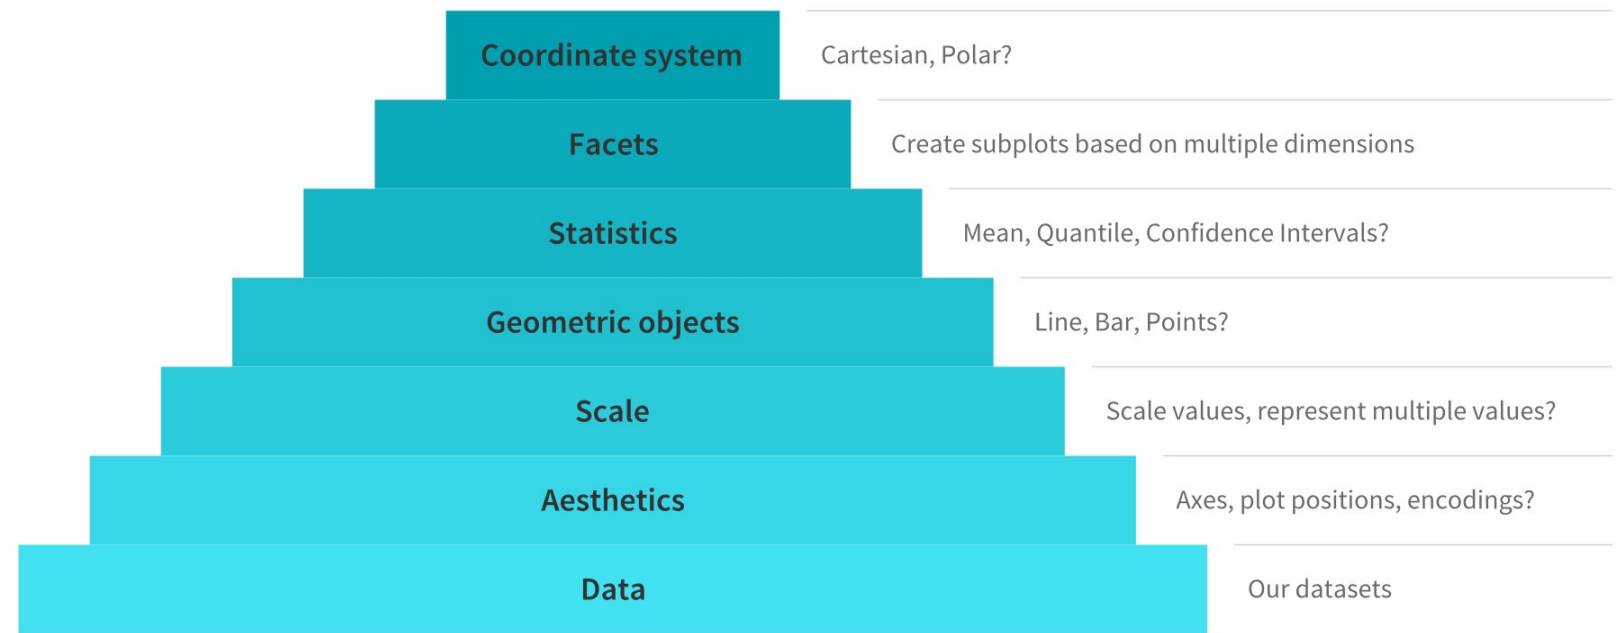 Coordinate system
Cartesian, Polar?
Facets
Create subplots based on multiple dimensions
Statistics
Mean, Quantile, Confidence Intervals?
Geometric objects
Line, Bar, Points?
Scale
Scale values, represent multiple values?
Aesthetics
Axes, plot positions, encodings?
Data
Our datasets